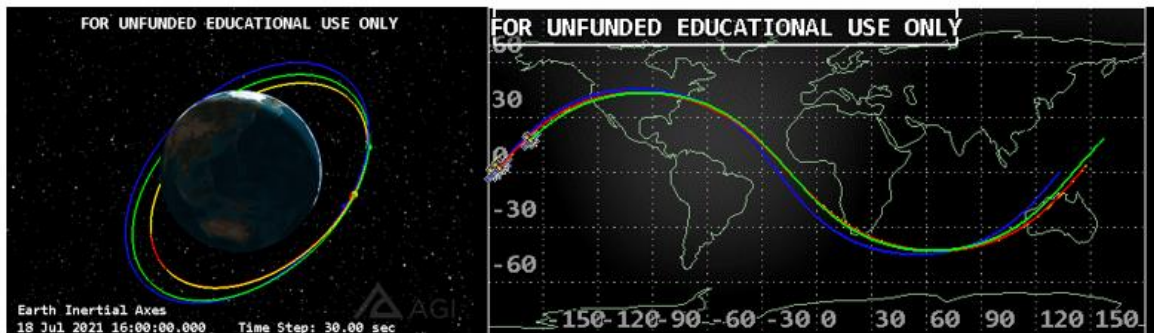 FOR UNFUNDED EDUCATIONAL USE ONLY
AGI
Earth Inertial Axes
18 Jul 2021 16:00:00.000 Time Step: 30.00 sec
FOR UNFUNDED EDUCATIONAL USE ONLY
60
30
0
-30
-60
150-120-90 -60 -30 0 30 60 90 120 150